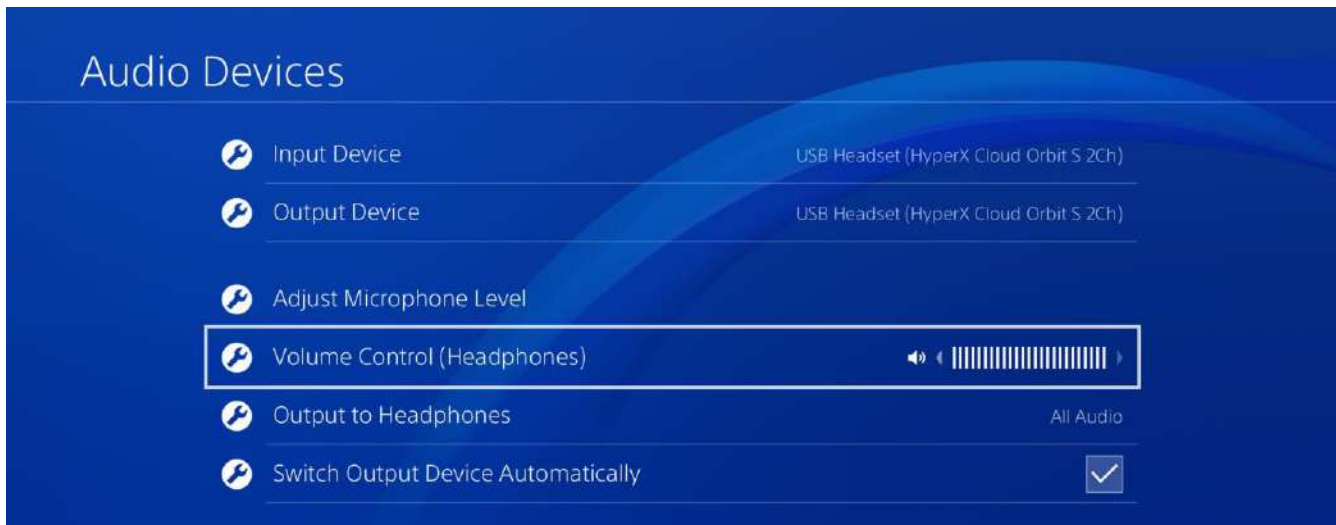 Audio Devices
Input Device USB Headset (HyperX Cloud Orbit S 2Ch)
Output Device USB Headset (HyperX Cloud Orbit S 2Ch)
Adjust Microphone Level
Volume Control (Headphones)
Output to Headphones All Audio
Switch Output Device Automatically